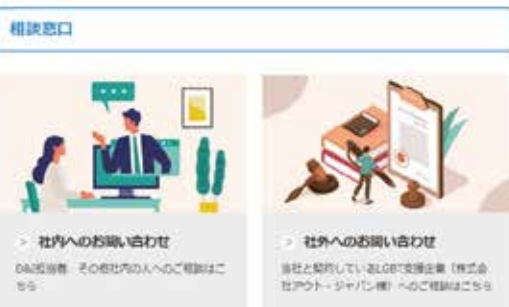 相談窓口
社内へのお問い合わせ
D&I担当者、その他社内の人へのご相談はこ
ちら
社外へのお問い合わせ
当社と契約しているLGBT支援企業（株式会
社アウト・ジャパン様）へのご相談はこちら